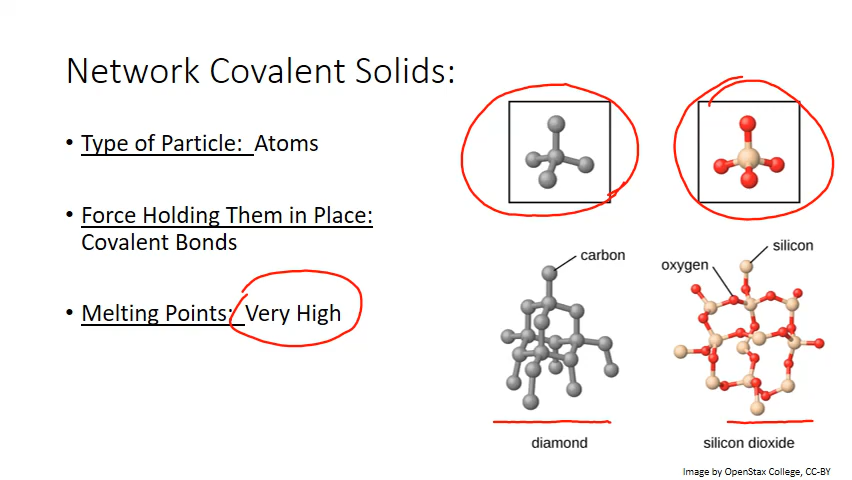 Network Covalent Solids:
• Type of Particle: Atoms
• Force Holding Them in Place:
Covalent Bonds
• Melting Points: Very High
carbon
silicon
oxygen
diamond
silicon dioxide
Image by OpenStax College, CC-BY